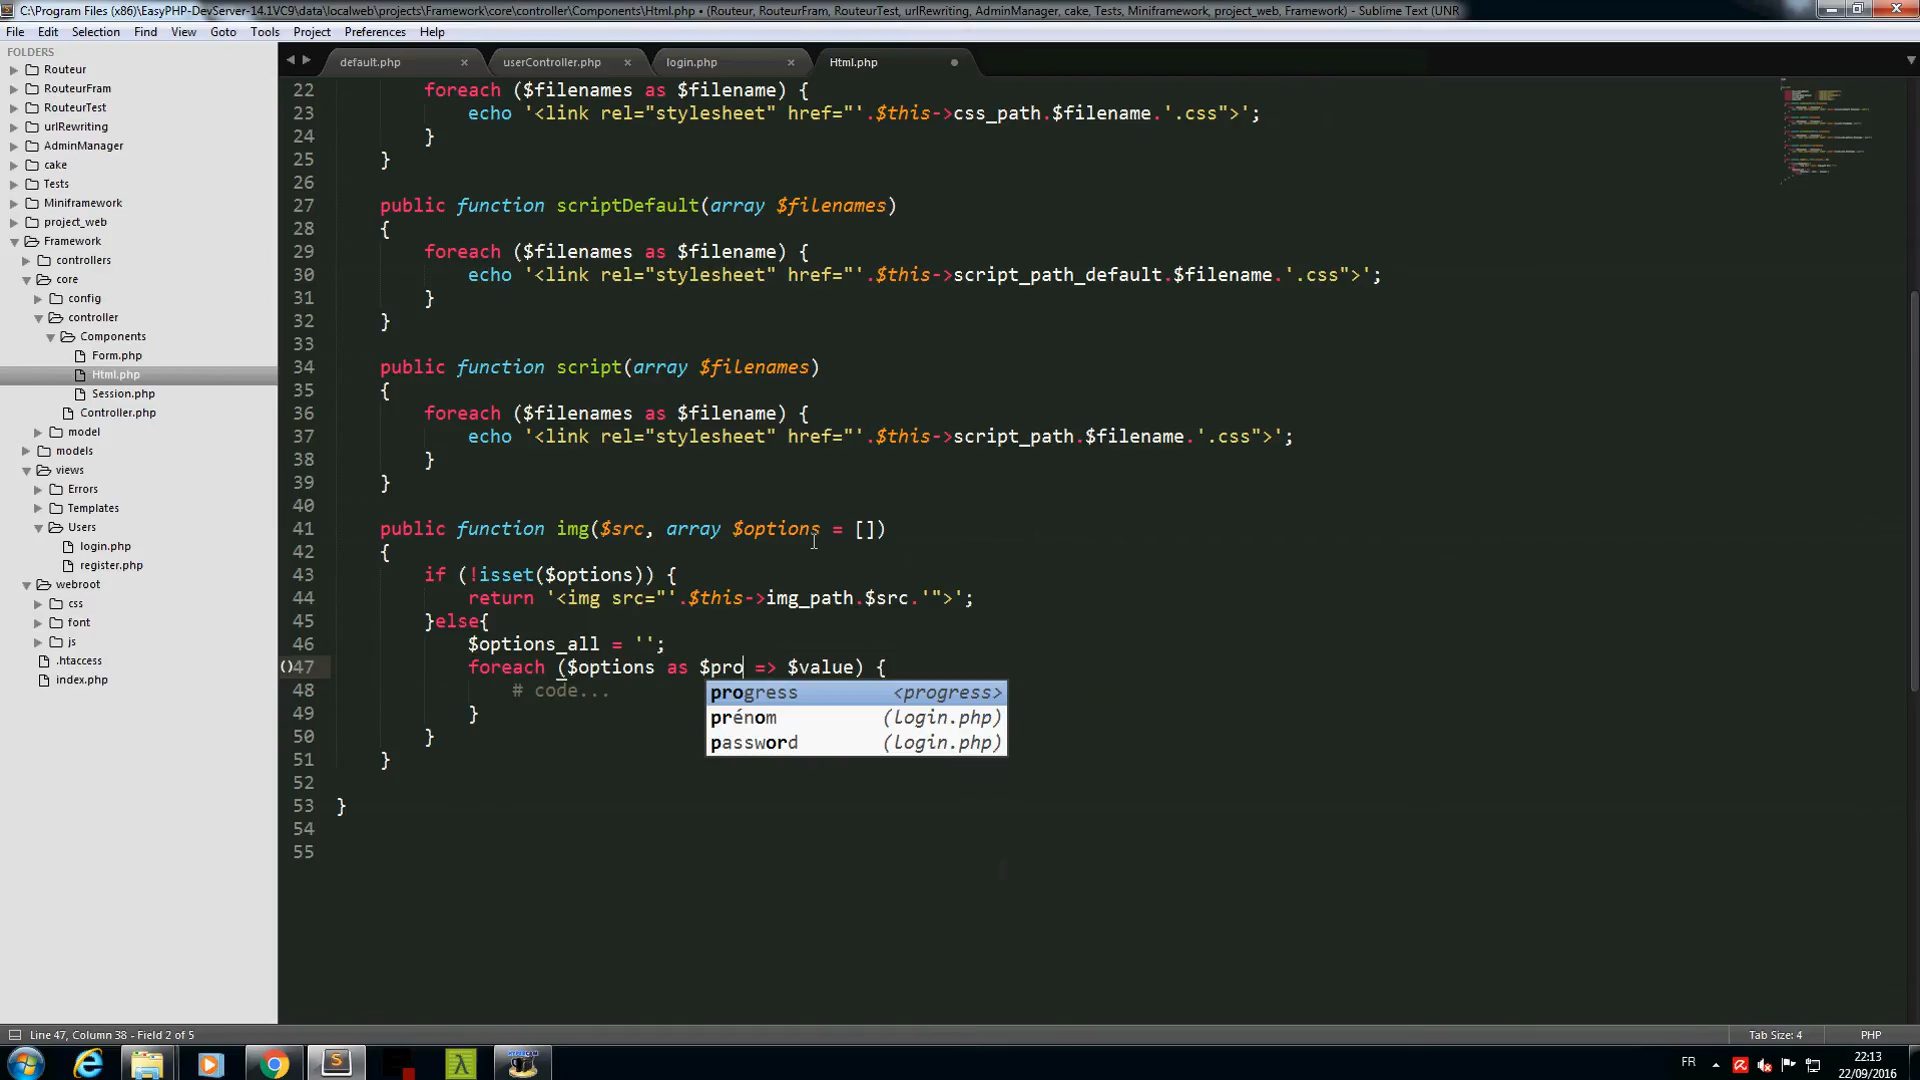 C:\Program Files (x86)\EasyPHP-DevServer-14.1VC9\data\localweb\projects\Framework\core\controller\Components\Html.php • (Routeur, RouteurFram, RouteurTest, urlRewriting, AdminManager, cake, Tests, Miniframework, project_web, Framework) - Sublime Text (UNR
File Edit Selection Find View Goto Tools Project Preferences Help
FOLDERS
Routeur
RouteurFram
RouteurTest
urlRewriting
AdminManager
cake
Tests
Miniframework
project_web
Framework
controllers
core
config
controller
Components
Form.php
Html.php
Session.php
Controller.php
model
models
views
Errors
Templates
Users
login.php
register.php
webroot
css
font
js
.htaccess
index.php
default.php × userController.php × login.php × Html.php
22 foreach ($filenames as $filename) {
23 echo '<link rel="stylesheet" href="'.$this->css_path.$filename.'.css">';
24 }
25 }
26
27 public function scriptDefault(array $filenames)
28 {
29 foreach ($filenames as $filename) {
30 echo '<link rel="stylesheet" href="'.$this->script_path_default.$filename.'.css">';
31 }
32 }
33
34 public function script(array $filenames)
35 {
36 foreach ($filenames as $filename) {
37 echo '<link rel="stylesheet" href="'.$this->script_path.$filename.'.css">';
38 }
39 }
40
41 public function img($src, array $options = [])
42 {
43 if (!isset($options)) {
44 return '<img src="'.$this->img_path.$src.'">';
45 }else{
46 $options_all = '';
47 foreach ($options as $pro => $value) {
48 # code...
49 }
50 }
51 }
52
53 }
54
55
progress <progress>
prénom (login.php)
password (login.php)
Line 47, Column 38 - Field 2 of 5
Tab Size: 4 PHP
FR
22:13
22/09/2016